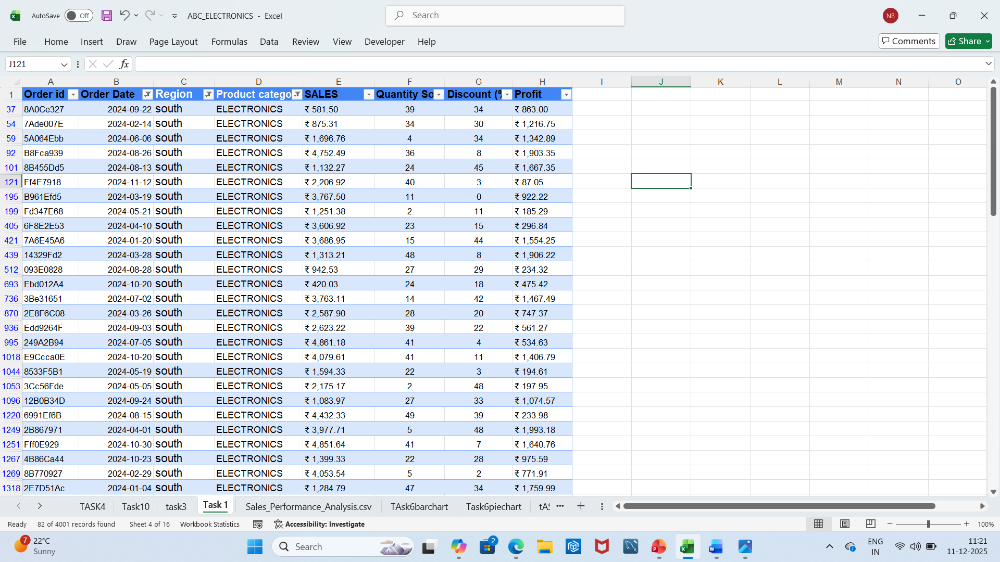 AutoSave Off ABC_ELECTRONICS - Excel Search NB
File Home Insert Draw Page Layout Formulas Data Review View Developer Help Comments Share
J121 fx
A B C D E F G H I J K L M N O
1 Order id Order Date Region Product catego SALES Quantity So Discount (% Profit
37 8A0Ce327 2024-09-22 south ELECTRONICS ₹ 581.50 39 34 ₹ 863.00
54 7Ade007E 2024-02-14 south ELECTRONICS ₹ 875.31 34 30 ₹ 1,216.75
59 5A064Ebb 2024-06-06 south ELECTRONICS ₹ 1,696.76 4 34 ₹ 1,342.89
92 B8Fca939 2024-08-26 south ELECTRONICS ₹ 4,752.49 36 8 ₹ 1,903.35
101 8B455Dd5 2024-08-13 south ELECTRONICS ₹ 1,132.27 24 45 ₹ 1,667.35
121 Ff4E7918 2024-11-12 south ELECTRONICS ₹ 2,206.92 40 3 ₹ 87.05
195 B961Efd5 2024-03-19 south ELECTRONICS ₹ 3,767.50 11 0 ₹ 922.22
199 Fd347E68 2024-05-21 south ELECTRONICS ₹ 1,251.38 2 11 ₹ 185.29
405 6F8E2E53 2024-04-10 south ELECTRONICS ₹ 3,606.92 23 15 ₹ 296.84
421 7A6E45A6 2024-01-20 south ELECTRONICS ₹ 3,686.95 15 44 ₹ 1,554.25
439 14329Fd2 2024-03-28 south ELECTRONICS ₹ 1,313.21 48 8 ₹ 1,906.22
512 093E0828 2024-08-28 south ELECTRONICS ₹ 942.53 27 29 ₹ 234.32
693 Ebd012A4 2024-10-20 south ELECTRONICS ₹ 420.03 24 18 ₹ 475.42
736 3Be31651 2024-07-02 south ELECTRONICS ₹ 3,763.11 14 42 ₹ 1,467.49
870 2E8F6C08 2024-03-26 south ELECTRONICS ₹ 2,587.90 28 20 ₹ 747.37
936 Edd9264F 2024-09-03 south ELECTRONICS ₹ 2,623.22 39 22 ₹ 561.27
995 249A2B94 2024-07-05 south ELECTRONICS ₹ 4,861.18 41 4 ₹ 534.63
1018 E9Ccca0E 2024-10-20 south ELECTRONICS ₹ 4,079.61 41 11 ₹ 1,406.79
1044 8533F5B1 2024-05-19 south ELECTRONICS ₹ 1,594.33 22 3 ₹ 194.61
1053 3Cc56Fde 2024-05-05 south ELECTRONICS ₹ 2,175.17 2 48 ₹ 197.95
1096 12B0B34D 2024-09-24 south ELECTRONICS ₹ 1,083.97 27 33 ₹ 1,074.57
1220 6991Ef6B 2024-08-15 south ELECTRONICS ₹ 4,432.33 49 39 ₹ 233.98
1249 2B867971 2024-04-01 south ELECTRONICS ₹ 3,977.71 5 48 ₹ 1,993.18
1251 Fff0E929 2024-10-30 south ELECTRONICS ₹ 4,851.64 41 7 ₹ 1,640.76
1267 4B86Ca44 2024-10-23 south ELECTRONICS ₹ 1,399.33 22 28 ₹ 975.59
1269 8B770927 2024-02-29 south ELECTRONICS ₹ 4,053.54 5 2 ₹ 771.91
1318 2E7D51Ac 2024-01-04 south ELECTRONICS ₹ 1,284.79 47 34 ₹ 1,759.99
TASK4 Task10 task3 Task 1 Sales_Performance_Analysis.csv TAsk6barchart Task6piechart tAS ...
Ready 82 of 4001 records found Sheet 4 of 16 Workbook Statistics Accessibility: Investigate 100%
7 22°C Search 2 ENG 11:21
Sunny IN 11-12-2025